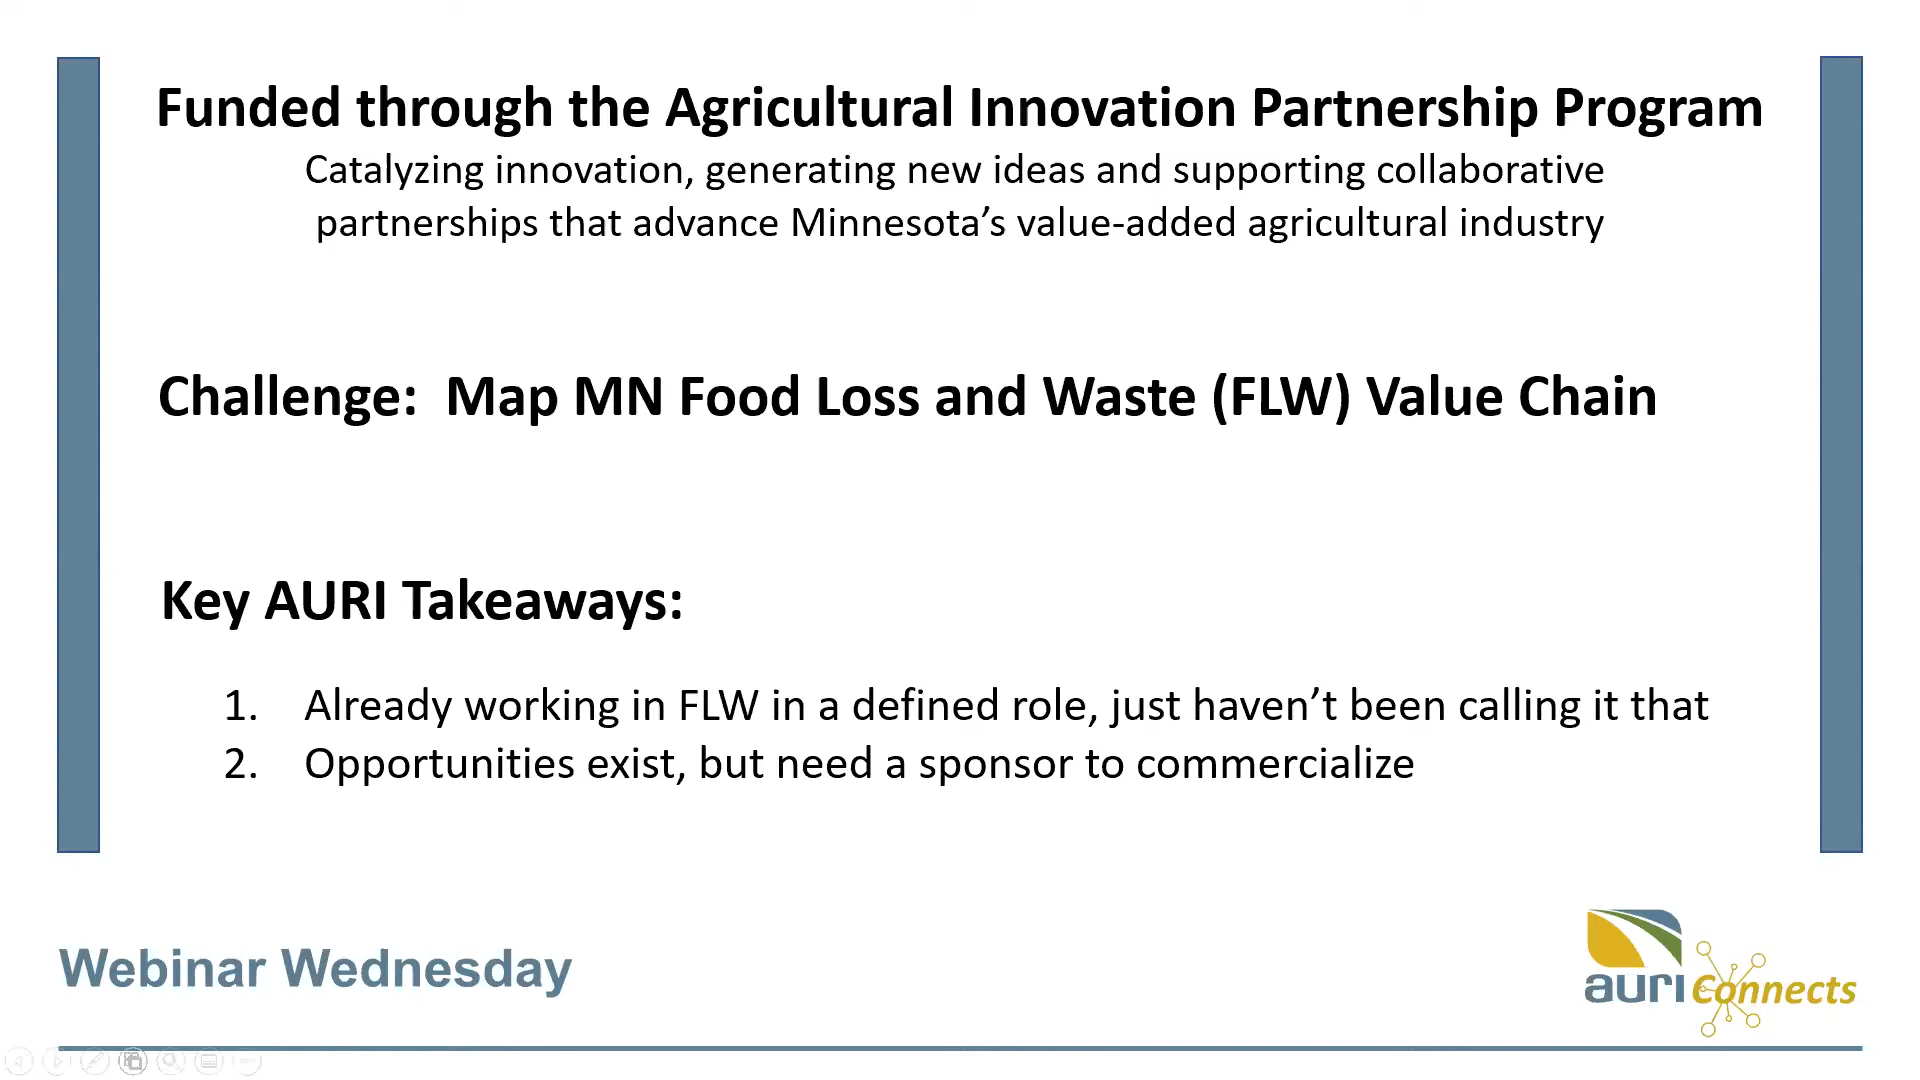 Funded through the Agricultural Innovation Partnership Program
Catalyzing innovation, generating new ideas and supporting collaborative
partnerships that advance Minnesota’s value-added agricultural industry
Challenge: Map MN Food Loss and Waste (FLW) Value Chain
Key AURI Takeaways:
1. Already working in FLW in a defined role, just haven’t been calling it that
2. Opportunities exist, but need a sponsor to commercialize
Webinar Wednesday
auri Connects